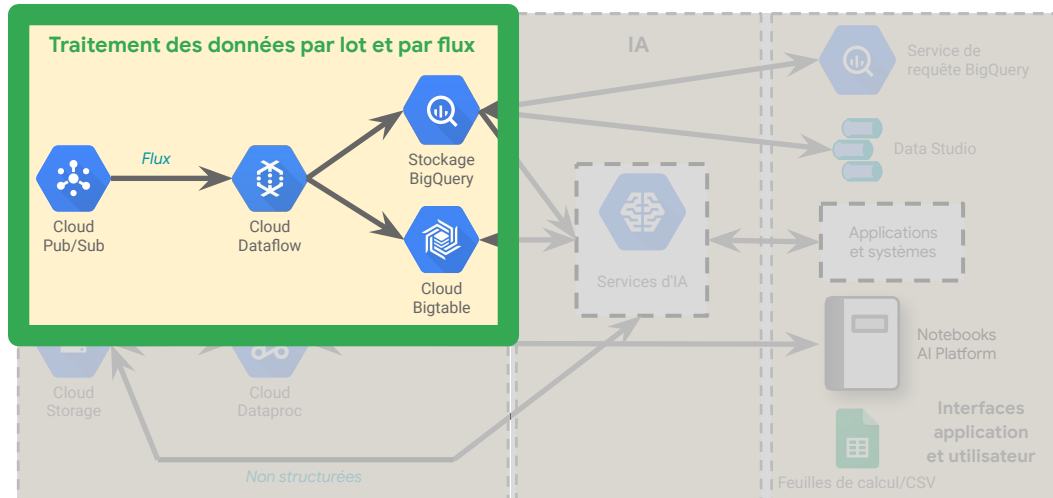 Traitement des données par lot et par flux
IA
Service de
requête BigQuery
Flux
Stockage
BigQuery
Data Studio
Cloud
Pub/Sub
Cloud
Dataflow
Applications
et systèmes
Cloud
Bigtable
Services d'IA
Notebooks
AI Platform
Cloud
Storage
Cloud
Dataproc
Interfaces
application
et utilisateur
Non structurées
Feuilles de calcul/CSV